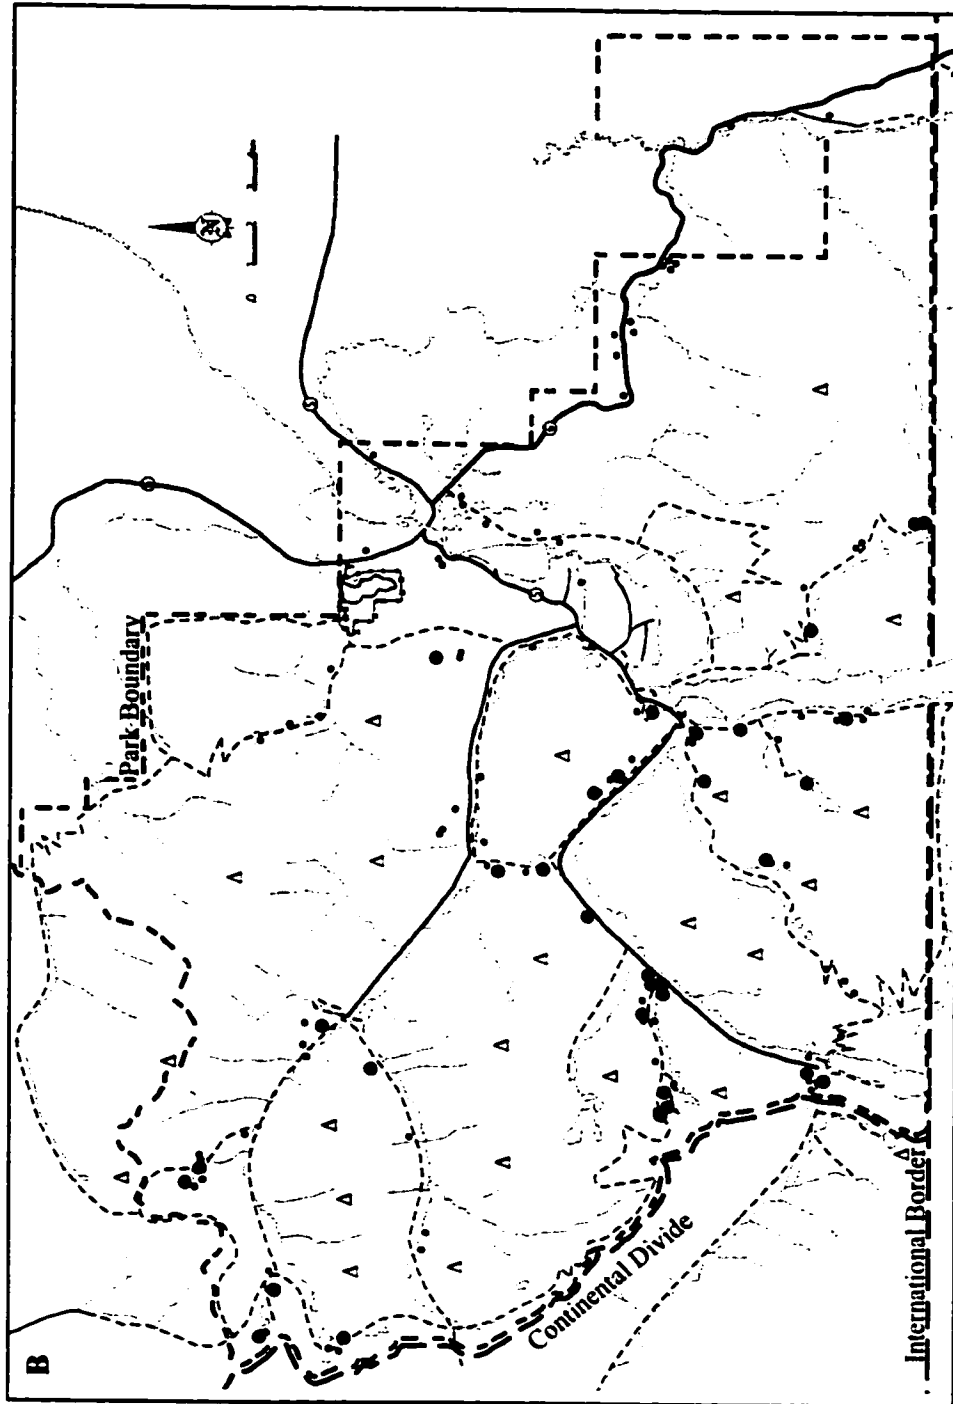 B
Park Boundary
Continental Divide
International Border
N